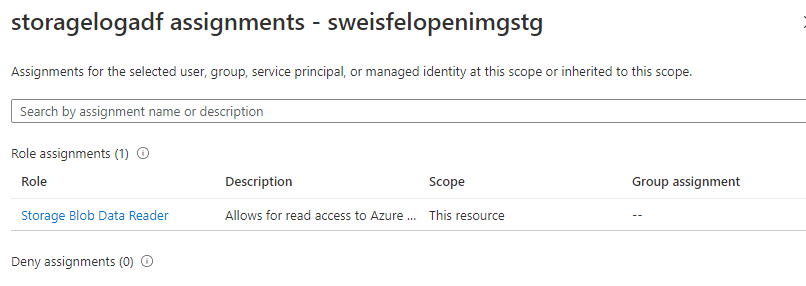 storagelogadf assignments - sweisfelopenimgstg
Assignments for the selected user, group, service principal, or managed identity at this scope or inherited to this scope.
Search by assignment name or description
Role assignments (1)
Role Description Scope Group assignment
Storage Blob Data Reader Allows for read access to Azure ... This resource --
Deny assignments (0)